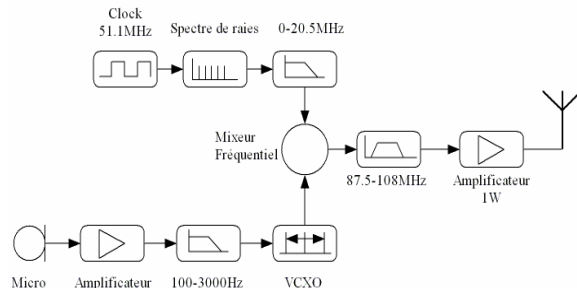 Clock
51.1MHz
Spectre de raies
0-20.5MHz
Mixeur
Fréquentiel
87.5-108MHz
Amplificateur
1W
Micro
Amplificateur
100-3000Hz
VCXO